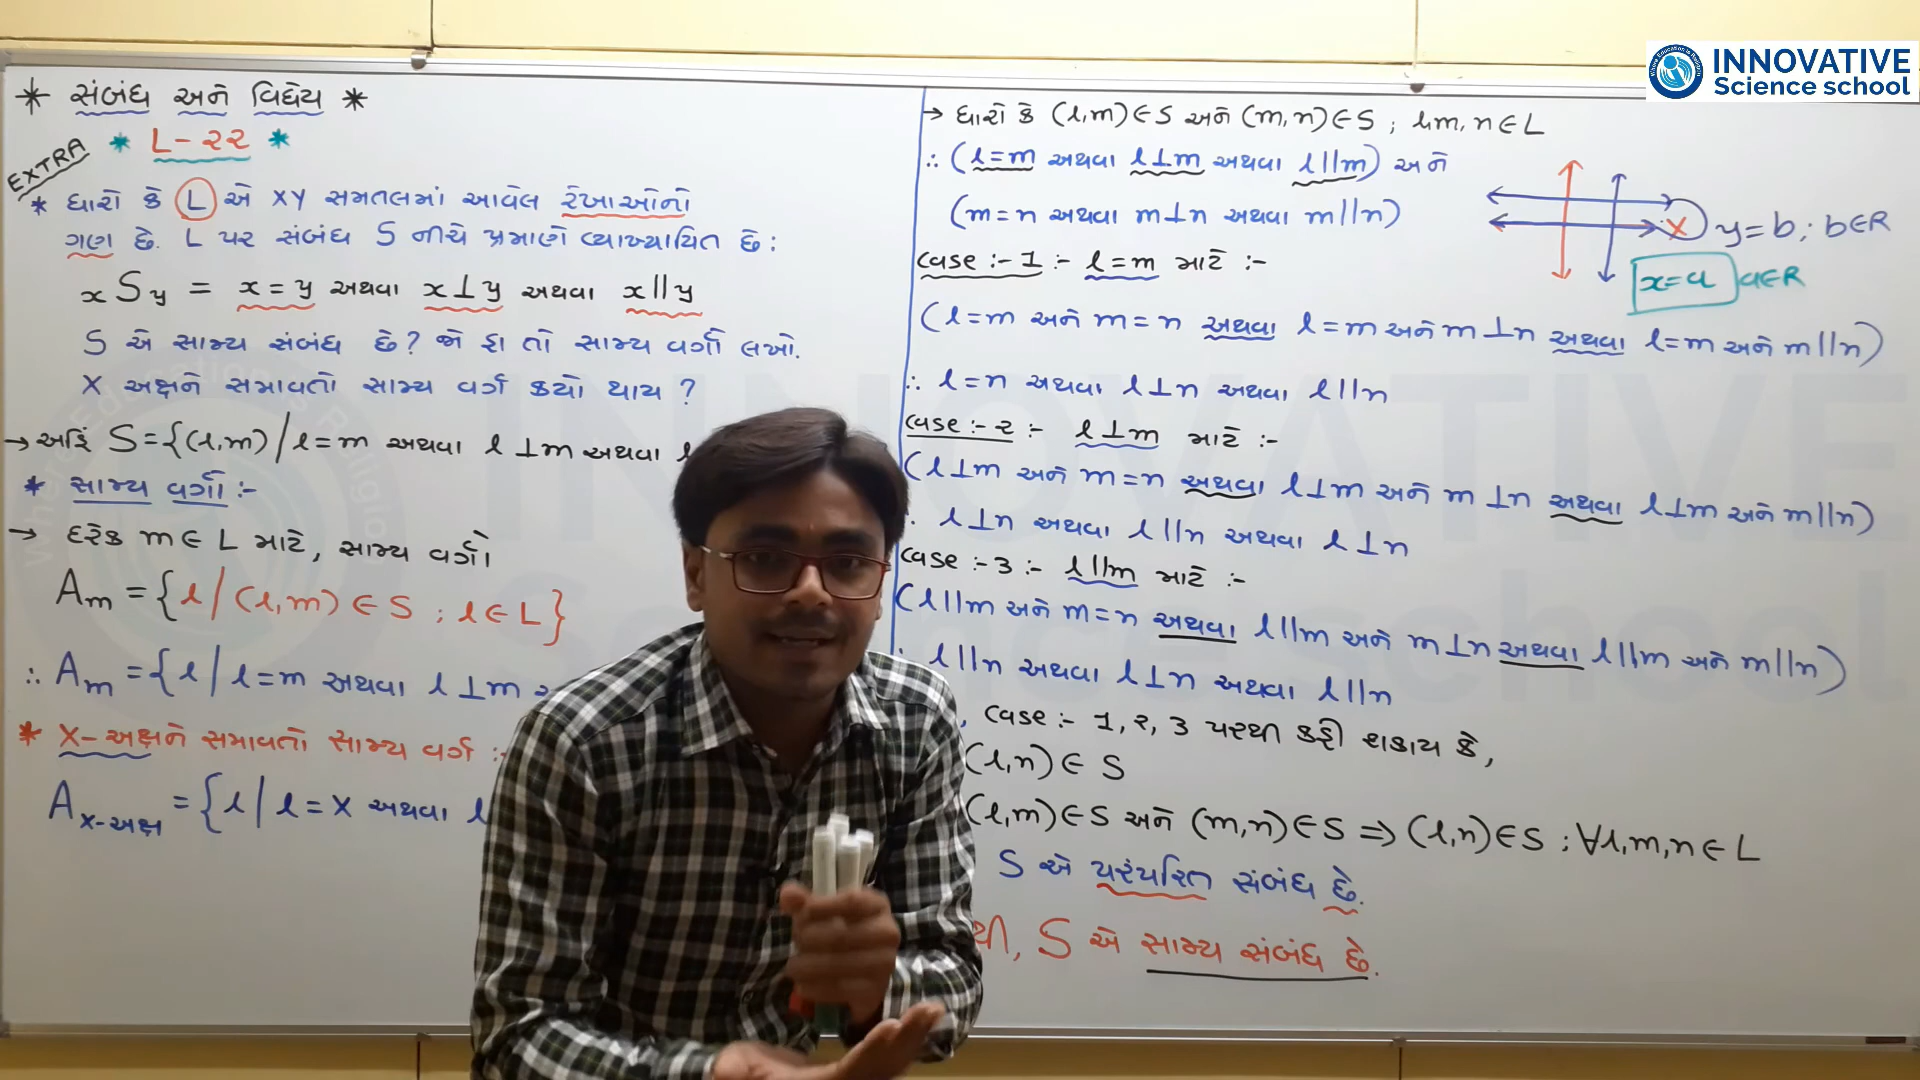 * સંબંધ અને વિધેય *
* L-૨૨ *
EXTRA
* ધારો કે L એ XY સમતલમાં આવેલ રેખાઓનો
ગણ છે. L પર સંબંધ S નીચે પ્રમાણે વ્યાખ્યાયિત છે:
xSy = x=y અથવા x⊥y અથવા x||y
S એ સામ્ય સંબંધ છે? જો હા તો સામ્ય વર્ગો લખો.
X અક્ષને સમાવતો સામ્ય વર્ગ કયો થાય ?
→ અહિં S={(l,m)/l=m અથવા l⊥m અથવા l
* સામ્ય વર્ગો :-
→ દરેક m∈L માટે, સામ્ય વર્ગો
Am = {l/(l,m)∈S ; l∈L}
∴ Am = {l/l=m અથવા l⊥m
* X-અક્ષને સમાવતો સામ્ય વર્ગ :-
Ax-અક્ષ = {l/l=X અથવા l
→ ધારો કે (l,m)∈S અને (m,n)∈S ; l,m,n∈L
∴ (l=m અથવા l⊥m અથવા l||m) અને
(m=n અથવા m⊥n અથવા m||n)
case :- 1 :- l=m માટે :-
(l=m અને m=n અથવા l=m અને m⊥n અથવા l=m અને m||n)
∴ l=n અથવા l⊥n અથવા l||n
case :- ૨ :- l⊥m માટે :-
(l⊥m અને m=n અથવા l⊥m અને m⊥n અથવા l⊥m અને m||n)
∴ l⊥n અથવા l||n અથવા l⊥n
case :- 3 :- l||m માટે :-
(l||m અને m=n અથવા l||m અને m⊥n અથવા l||m અને m||n)
∴ l||n અથવા l⊥n અથવા l||n
, case :- 1, ૨, 3 પરથી કહી શકાય કે,
(l,n)∈S
(l,m)∈S અને (m,n)∈S ⇒ (l,n)∈S ; ∀l,m,n∈L
S એ પરંપરિત સંબંધ છે.
થી, S એ સામ્ય સંબંધ છે.
X y=b; b∈R
x=a a∈R
INNOVATIVE
Science school